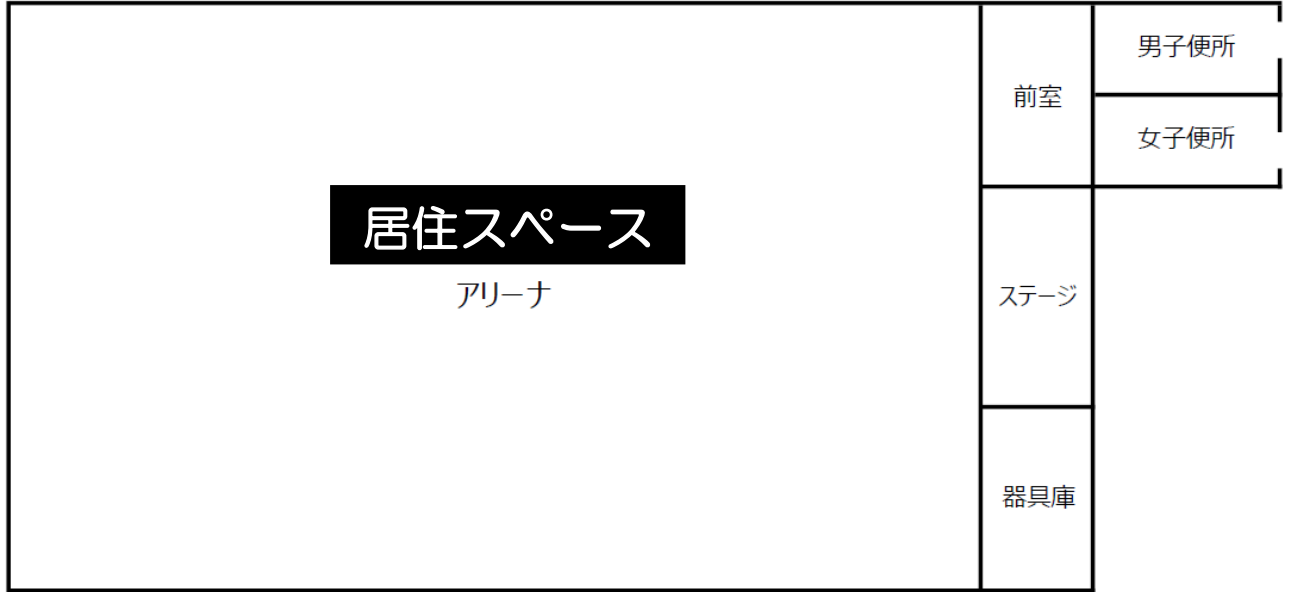 男子便所
前室
女子便所
居住スペース
アリーナ
ステージ
器具庫